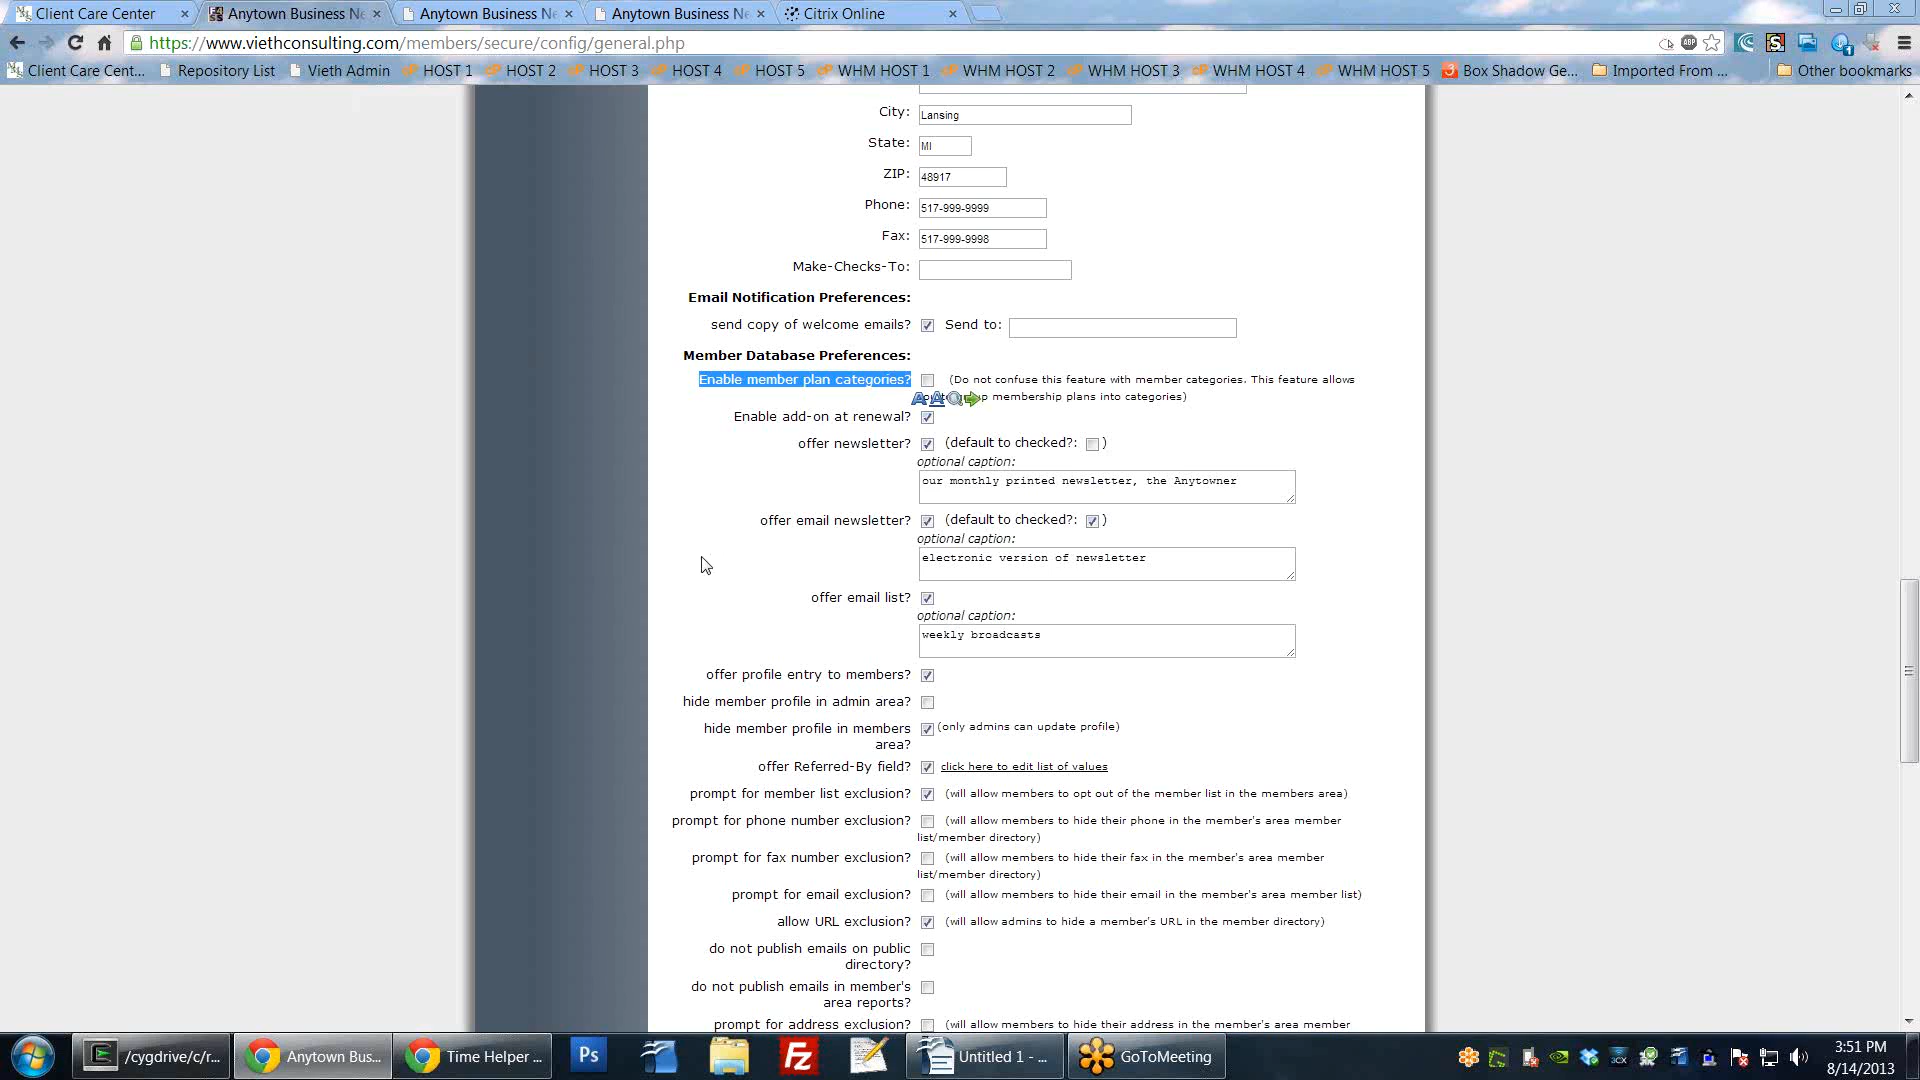 Client Care Center
Anytown Business Ne
Anytown Business Ne
Anytown Business Ne
Citrix Online
https://www.viethconsulting.com/members/secure/config/general.php
Client Care Cent...
Repository List
Vieth Admin
HOST 1
HOST 2
HOST 3
HOST 4
HOST 5
WHM HOST 1
WHM HOST 2
WHM HOST 3
WHM HOST 4
WHM HOST 5
Box Shadow Ge...
Imported From ...
Other bookmarks
City: Lansing
State: MI
ZIP: 48917
Phone: 517-999-9999
Fax: 517-999-9998
Make-Checks-To:
Email Notification Preferences:
send copy of welcome emails? Send to:
Member Database Preferences:
Enable member plan categories? (Do not confuse this feature with member categories. This feature allows
membership plans into categories)
Enable add-on at renewal?
offer newsletter? (default to checked?: )
optional caption:
our monthly printed newsletter, the Anytowner
offer email newsletter? (default to checked?: )
optional caption:
electronic version of newsletter
offer email list?
optional caption:
weekly broadcasts
offer profile entry to members?
hide member profile in admin area?
hide member profile in members (only admins can update profile)
area?
offer Referred-By field? click here to edit list of values
prompt for member list exclusion? (will allow members to opt out of the member list in the members area)
prompt for phone number exclusion? (will allow members to hide their phone in the member's area member
list/member directory)
prompt for fax number exclusion? (will allow members to hide their fax in the member's area member
list/member directory)
prompt for email exclusion? (will allow members to hide their email in the member's area member list)
allow URL exclusion? (will allow admins to hide a member's URL in the member directory)
do not publish emails on public
directory?
do not publish emails in member's
area reports?
prompt for address exclusion? (will allow members to hide their address in the member's area member
/cygdrive/c/r...
Anytown Bus...
Time Helper ...
Ps
Untitled 1 - ...
GoToMeeting
3:51 PM
8/14/2013